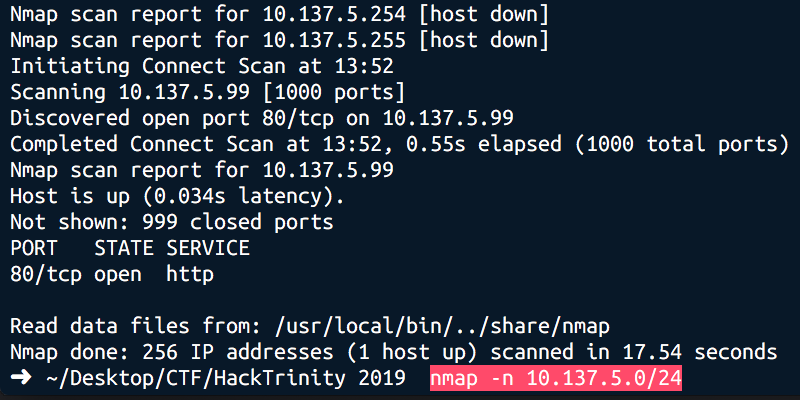 Nmap scan report for 10.137.5.254 [host down]
Nmap scan report for 10.137.5.255 [host down]
Initiating Connect Scan at 13:52
Scanning 10.137.5.99 [1000 ports]
Discovered open port 80/tcp on 10.137.5.99
Completed Connect Scan at 13:52, 0.55s elapsed (1000 total ports)
Nmap scan report for 10.137.5.99
Host is up (0.034s latency).
Not shown: 999 closed ports
PORT   STATE SERVICE
80/tcp open  http
Read data files from: /usr/local/bin/../share/nmap
Nmap done: 256 IP addresses (1 host up) scanned in 17.54 seconds
➜ ~/Desktop/CTF/HackTrinity 2019  nmap -n 10.137.5.0/24